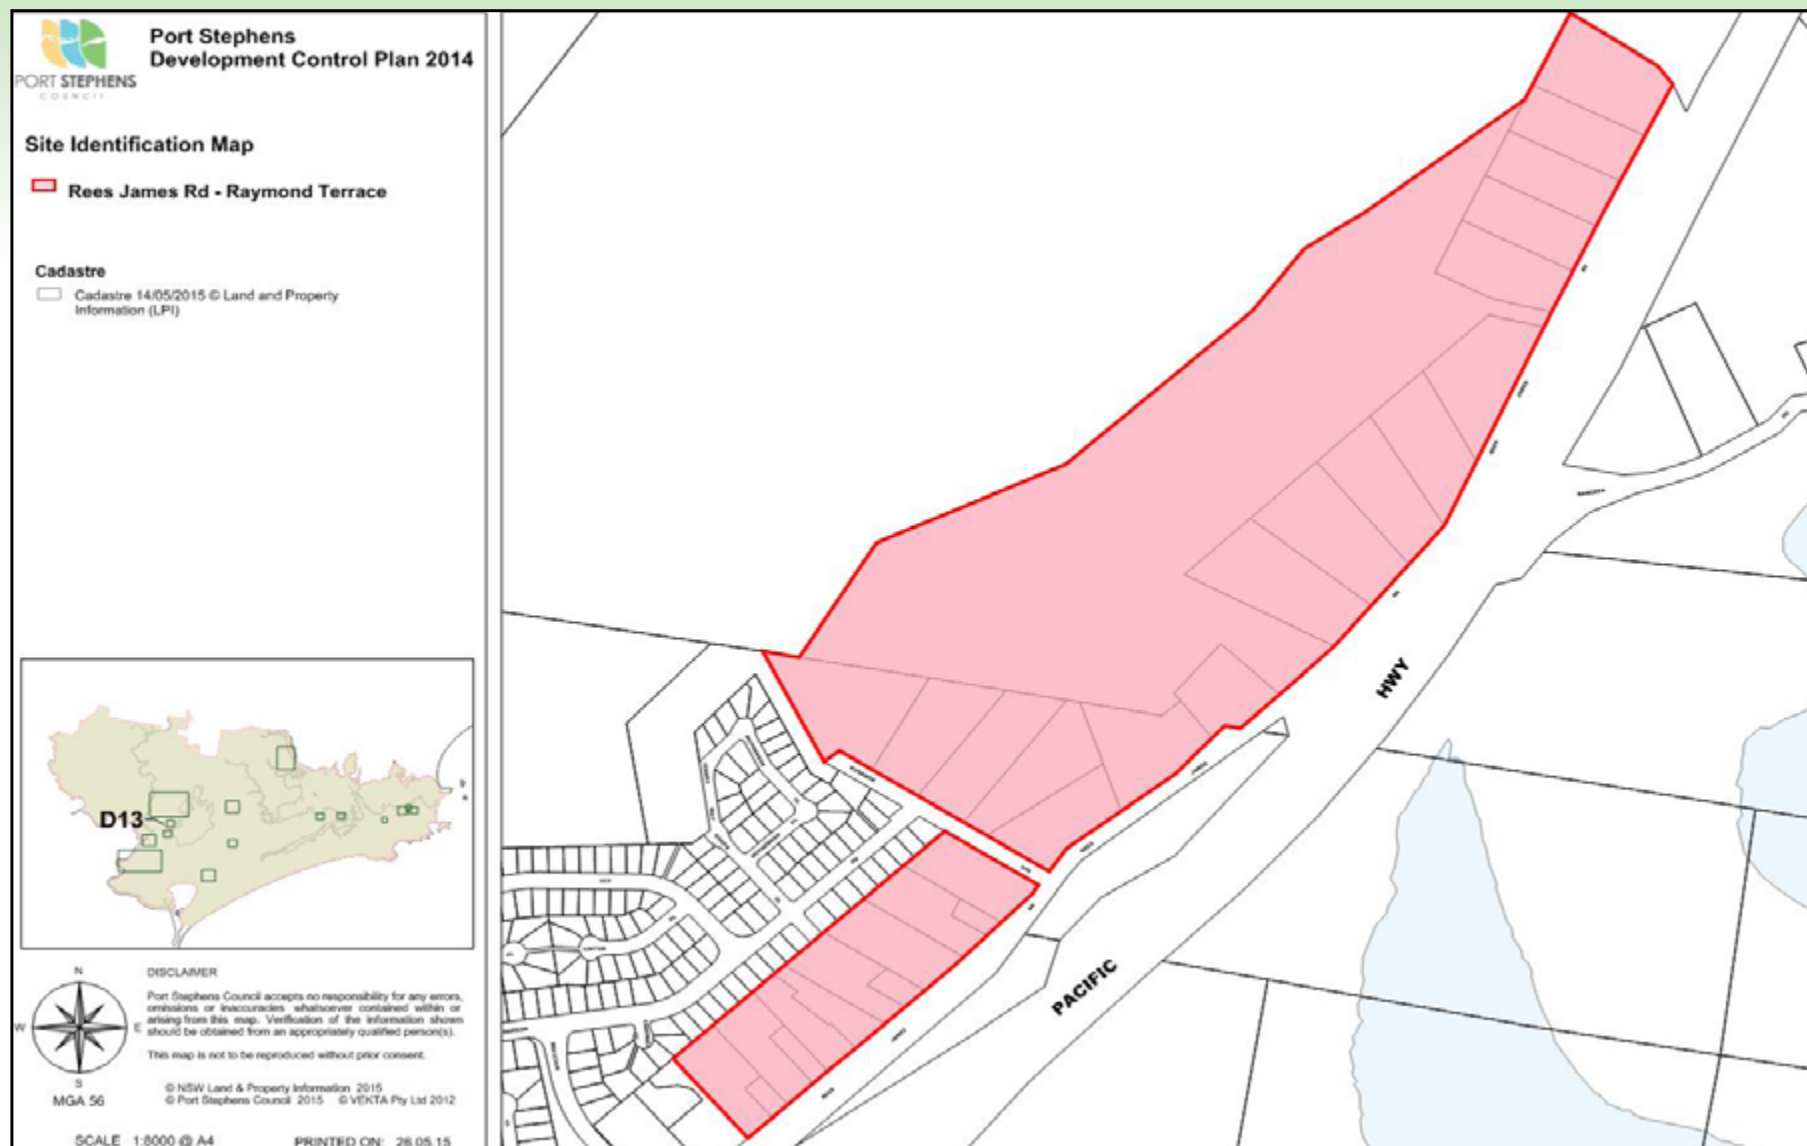 PORT STEPHENS
COUNCIL
Port Stephens
Development Control Plan 2014
Site Identification Map
Rees James Rd - Raymond Terrace
Cadastre
Cadastre 14/05/2015 © Land and Property
Information (LPI)
D13
N
W
E
S
MGA 56
DISCLAIMER
Port Stephens Council accepts no responsibility for any errors,
omissions or inaccuracies whatsoever contained within or
arising from this map. Verification of the information shown
should be obtained from an appropriately qualified person(s).
This map is not to be reproduced without prior consent.
© NSW Land & Property Information 2015
© Port Stephens Council 2015 © VEKTA Pty Ltd 2012
SCALE 1:8000 @ A4
PRINTED ON: 26.05.15
HWY
PACIFIC